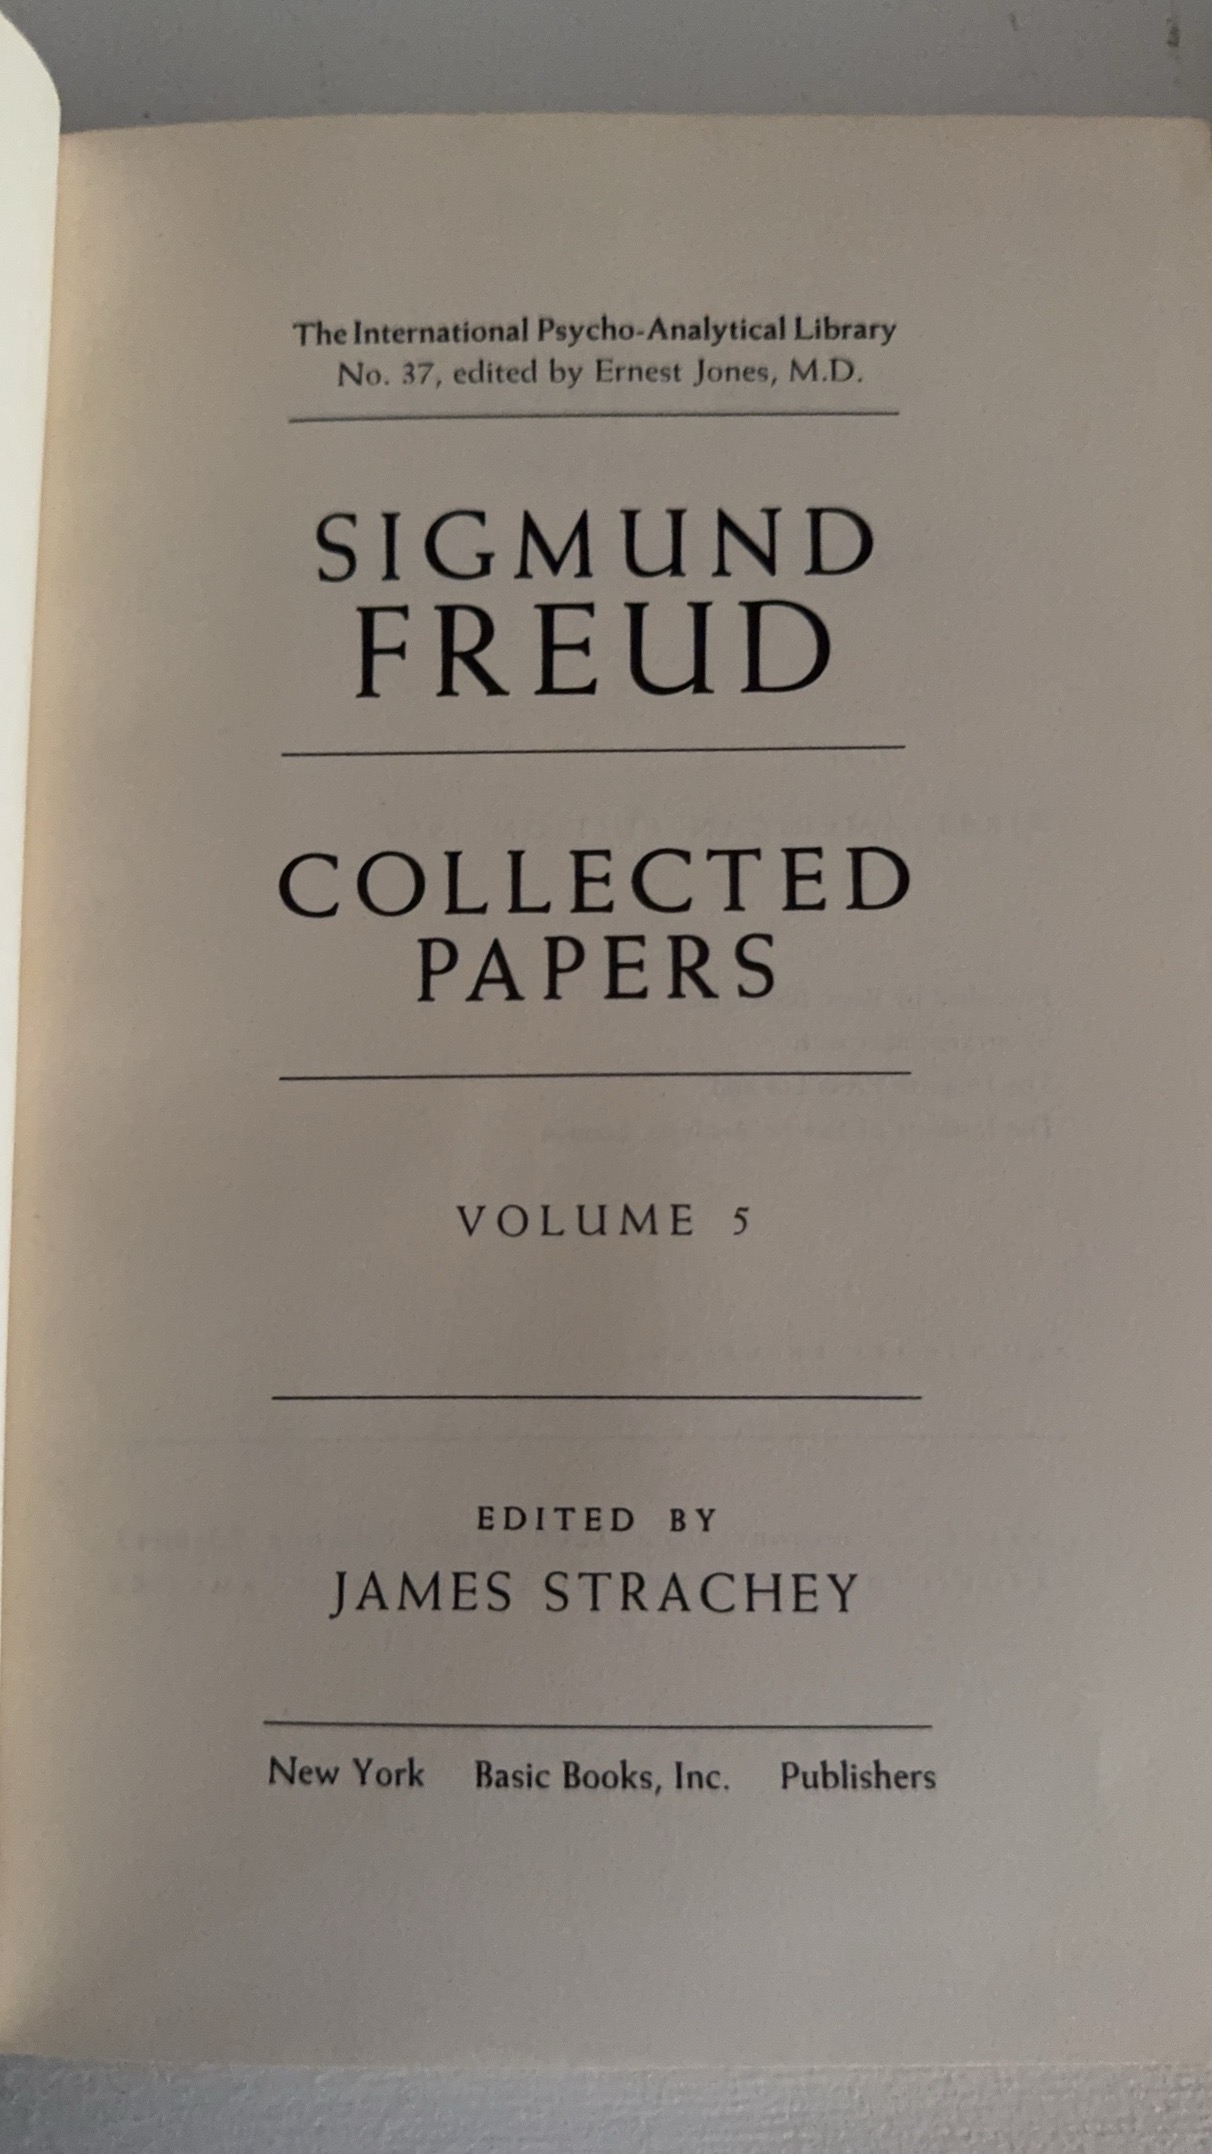 The International Psycho-Analytical Library
No. 37, edited by Ernest Jones, M.D.
SIGMUND
FREUD
COLLECTED
PAPERS
VOLUME 5
EDITED BY
JAMES STRACHEY
New York Basic Books, Inc. Publishers